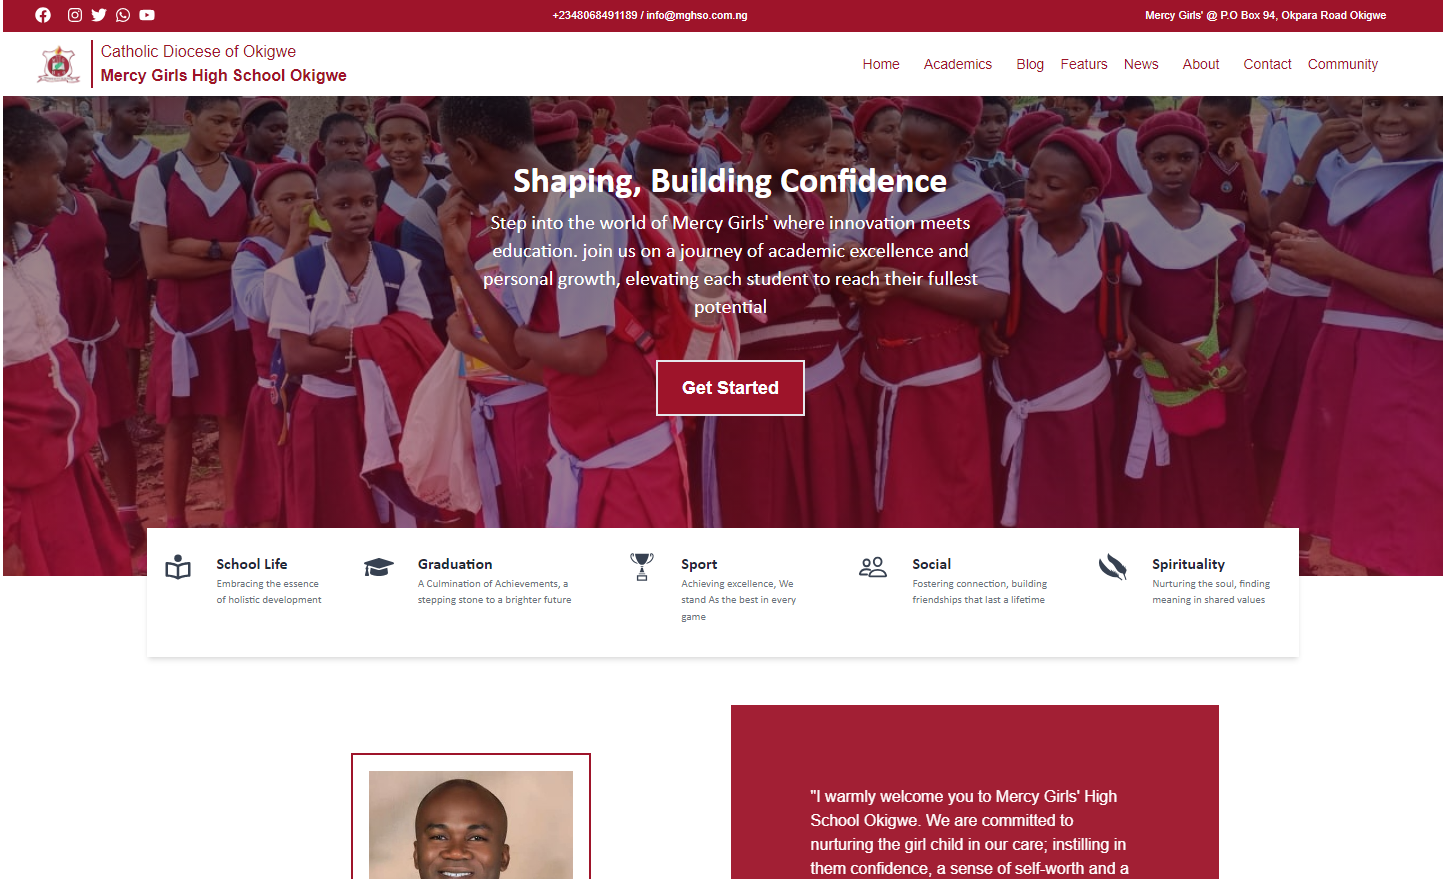 +2348068491189 / info@mghso.com.ng
Mercy Girls' @ P.O Box 94, Okpara Road Okigwe
Catholic Diocese of Okigwe
Mercy Girls High School Okigwe
Home Academics Blog Featurs News About Contact Community
Shaping, Building Confidence
Step into the world of Mercy Girls' where innovation meets
education. join us on a journey of academic excellence and
personal growth, elevating each student to reach their fullest
potential
Get Started
School Life
Embracing the essence
of holistic development
Graduation
A Culmination of Achievements, a
stepping stone to a brighter future
Sport
Achieving excellence, We
stand As the best in every
game
Social
Fostering connection, building
friendships that last a lifetime
Spirituality
Nurturing the soul, finding
meaning in shared values
"I warmly welcome you to Mercy Girls' High
School Okigwe. We are committed to
nurturing the girl child in our care; instilling in
them confidence, a sense of self-worth and a